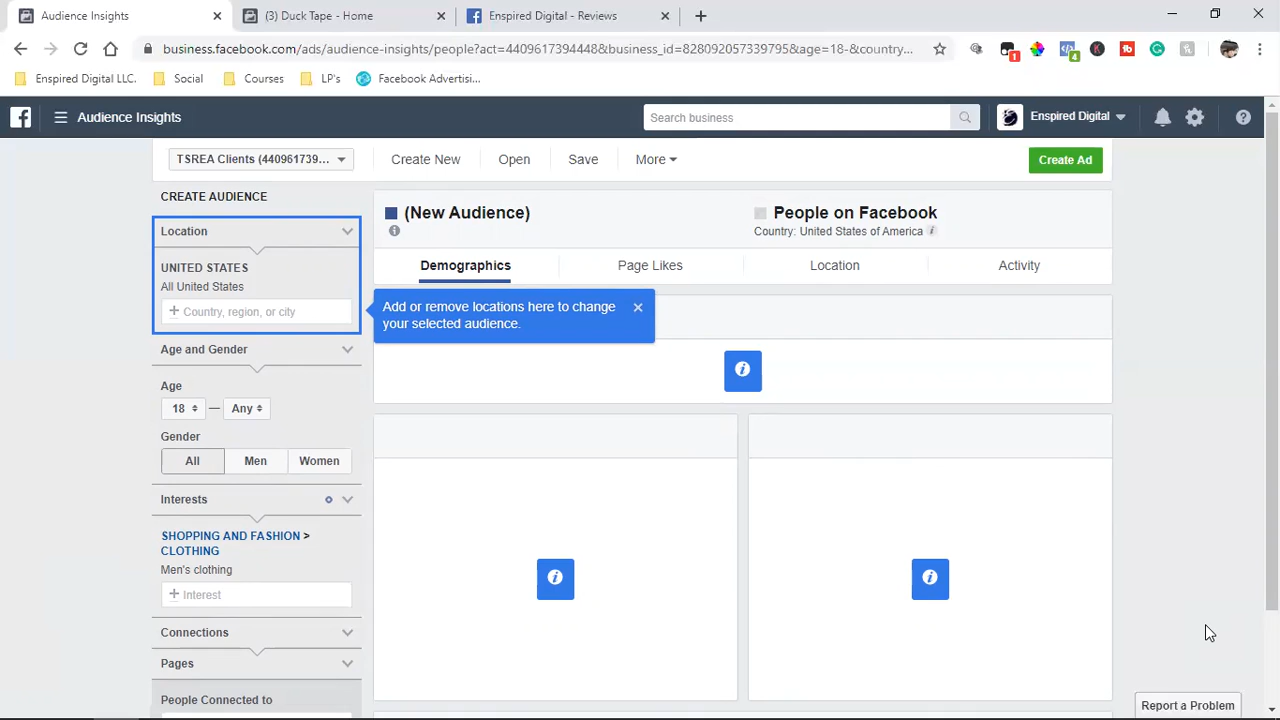 Audience Insights
(3) Duck Tape - Home
Enspired Digital - Reviews
business.facebook.com/ads/audience-insights/people?act=4409617394448&business_id=828092057339795&age=18-&country...
1
4
Enspired Digital LLC.
Social
Courses
LP's
Facebook Advertisi...
Audience Insights
Search business
Enspired Digital
TSREA Clients (440961739...
Create New
Open
Save
More
Create Ad
CREATE AUDIENCE
(New Audience)
People on Facebook
Country: United States of America
Location
UNITED STATES
All United States
+ Country, region, or city
Demographics
Page Likes
Location
Activity
Add or remove locations here to change
your selected audience.
Age and Gender
Age
18 — Any
Gender
All
Men
Women
Interests
SHOPPING AND FASHION >
CLOTHING
Men's clothing
+ Interest
Connections
Pages
People Connected to
Report a Problem